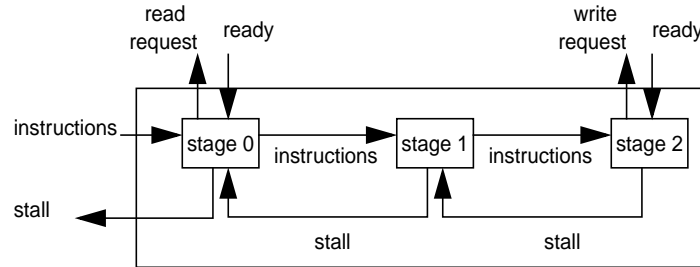 read
request
ready
write
request
ready
instructions
stage 0
instructions
stage 1
instructions
stage 2
stall
stall
stall